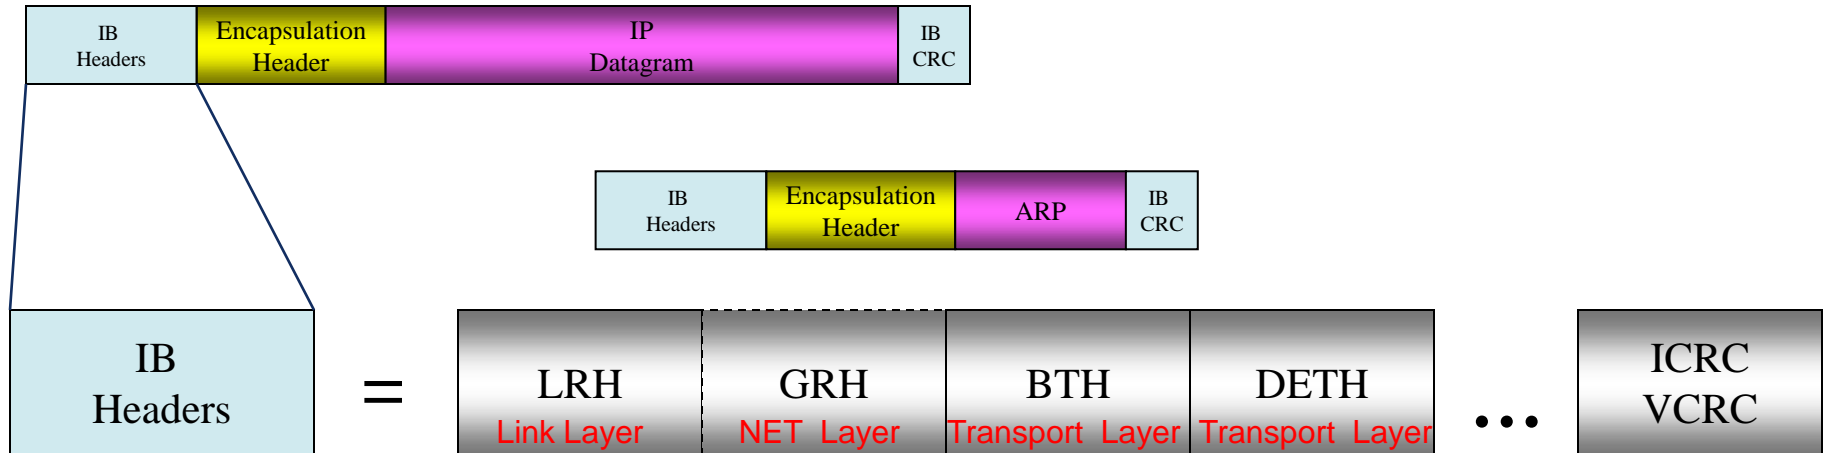 IB
Headers
Encapsulation
Header
IP
Datagram
IB
CRC
IB
Headers
Encapsulation
Header
ARP
IB
CRC
IB
Headers
=
LRH
Link Layer
GRH
NET Layer
BTH
Transport Layer
DETH
Transport Layer
...
ICRC
VCRC